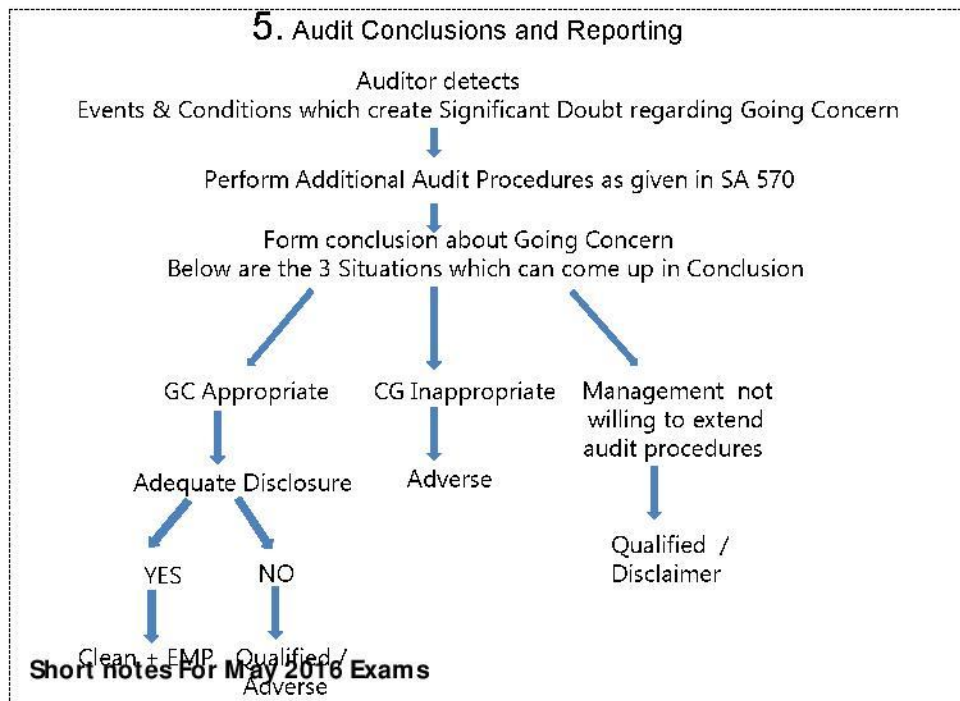 5. Audit Conclusions and Reporting
Auditor detects
Events & Conditions which create Significant Doubt regarding Going Concern
Perform Additional Audit Procedures as given in SA 570
Form conclusion about Going Concern
Below are the 3 Situations which can come up in Conclusion
GC Appropriate
CG Inappropriate
Management not
willing to extend
audit procedures
Adequate Disclosure
Adverse
Qualified /
Disclaimer
YES
NO
Clean + EMP
Qualified /
Adverse
Short notes For May 2016 Exams